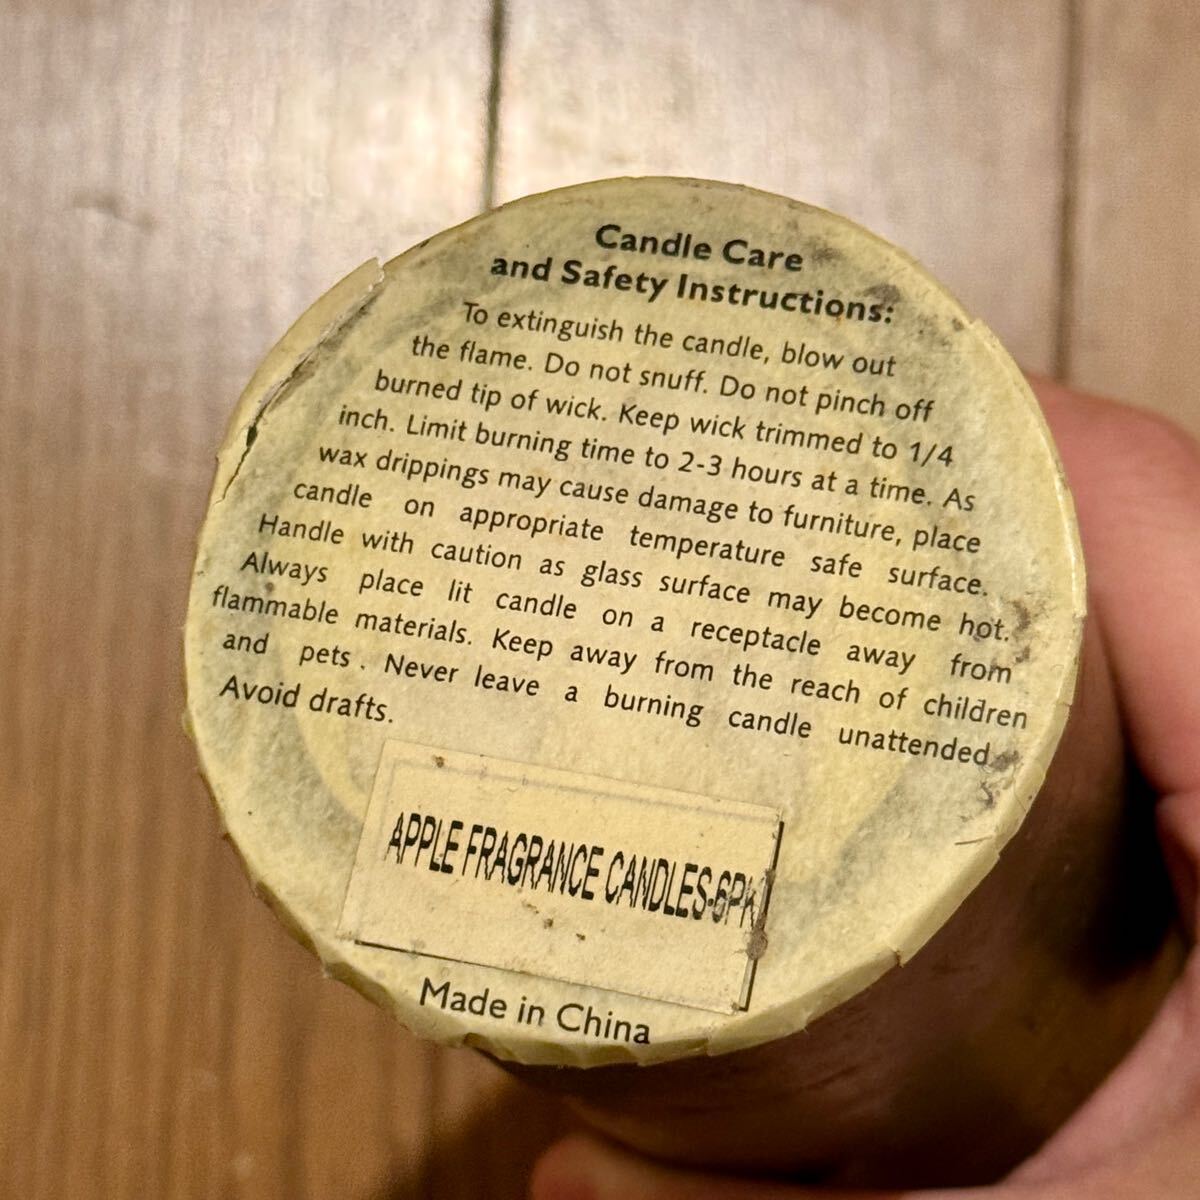 Candle Care
and Safety Instructions:
To extinguish the candle, blow out
the flame. Do not snuff. Do not pinch off
burned tip of wick. Keep wick trimmed to 1/4
inch. Limit burning time to 2-3 hours at a time. As
wax drippings may cause damage to furniture, place
candle on appropriate temperature safe surface.
Handle with caution as glass surface may become hot.
Always place lit candle on a receptacle away from
flammable materials. Keep away from the reach of children
and pets. Never leave a burning candle unattended.
Avoid drafts.
APPLE FRAGRANCE CANDLES-6PK
Made in China